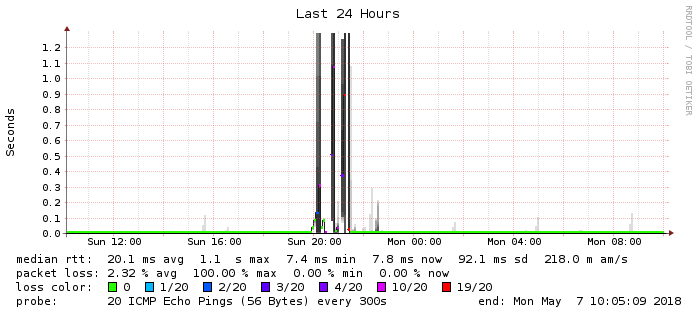 Last 24 Hours
RRDTOOL / TOBI OETIKER
Seconds
1.2
1.1
1.0
0.9
0.8
0.7
0.6
0.5
0.4
0.3
0.2
0.1
0.0
Sun 12:00 Sun 16:00 Sun 20:00 Mon 00:00 Mon 04:00 Mon 08:00
median rtt: 20.1 ms avg 1.1 s max 7.4 ms min 7.8 ms now 92.1 ms sd 218.0 m am/s
packet loss: 2.32 % avg 100.00 % max 0.00 % min 0.00 % now
loss color: 0 1/20 2/20 3/20 4/20 10/20 19/20
probe: 20 ICMP Echo Pings (56 Bytes) every 300s end: Mon May 7 10:05:09 2018